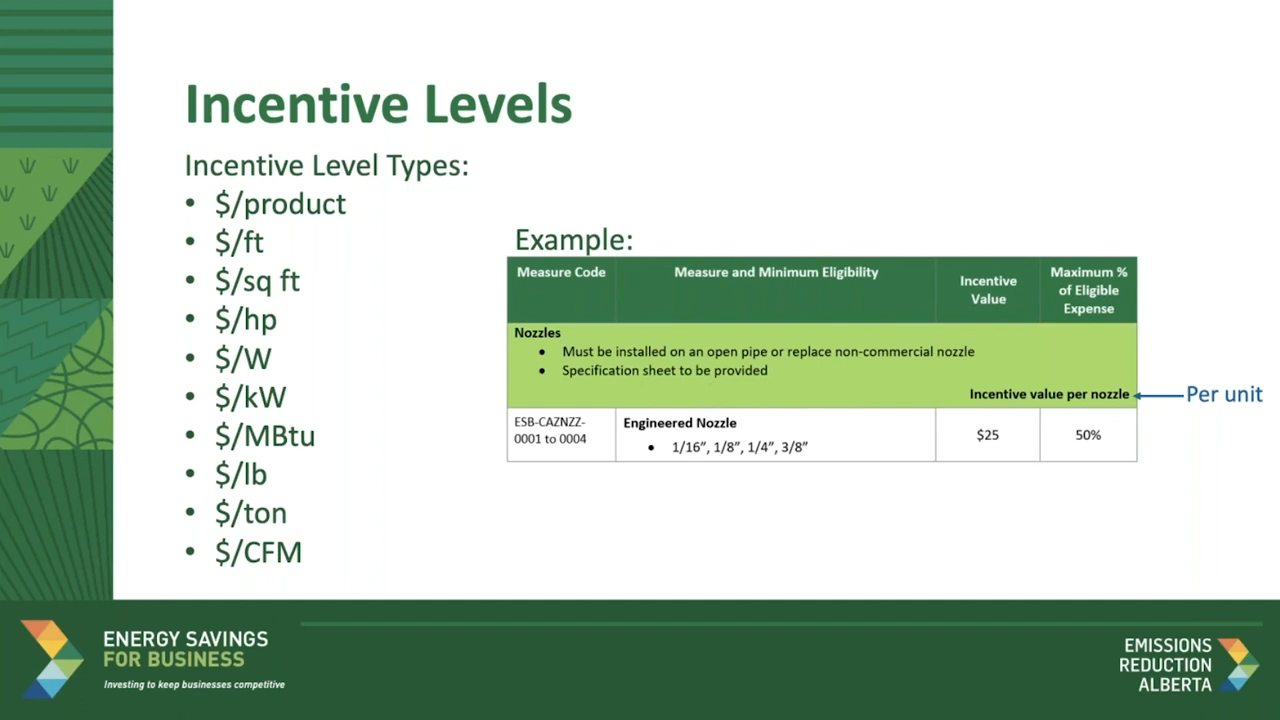 Incentive Levels
Incentive Level Types:
• $/product
• $/ft
• $/sq ft
• $/hp
• $/W
• $/kW
• $/MBtu
• $/lb
• $/ton
• $/CFM
Example:
Measure Code
Measure and Minimum Eligibility
Incentive
Value
Maximum %
of Eligible
Expense
Nozzles
• Must be installed on an open pipe or replace non-commercial nozzle
• Specification sheet to be provided
Incentive value per nozzle
Per unit
ESB-CAZNZZ-
0001 to 0004
Engineered Nozzle
• 1/16”, 1/8”, 1/4”, 3/8”
$25
50%
ENERGY SAVINGS
FOR BUSINESS
Investing to keep businesses competitive
EMISSIONS
REDUCTION
ALBERTA